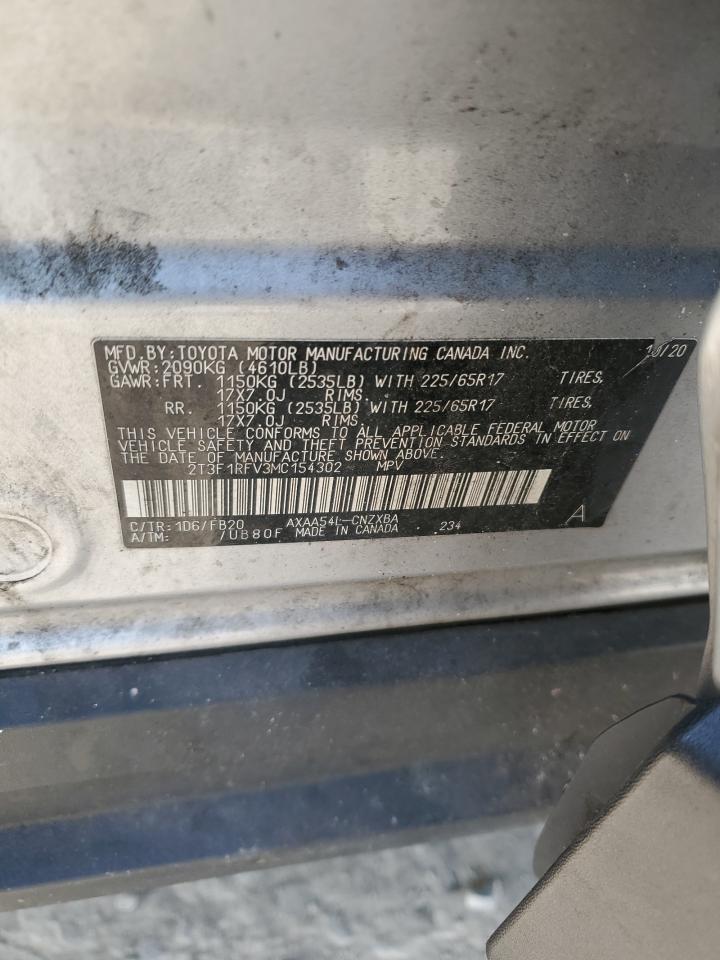 MFD.BY:TOYOTA MOTOR MANUFACTURING CANADA INC. 10/20
GVWR:2090KG (4610LB)
GAWR:FRT. 1150KG (2535LB) WITH 225/65R17 TIRES,
17X7.0J RIMS,
RR. 1150KG (2535LB) WITH 225/65R17 TIRES,
17X7.0J RIMS.
THIS VEHICLE CONFORMS TO ALL APPLICABLE FEDERAL MOTOR
VEHICLE SAFETY AND THEFT PREVENTION STANDARDS IN EFFECT ON
THE DATE OF MANUFACTURE SHOWN ABOVE.
2T3F1RFV3MC154302 MPV
C/TR:1D6/FB20 AXAA54L-CNZXBA 234 A
A/TM: /UB80F MADE IN CANADA